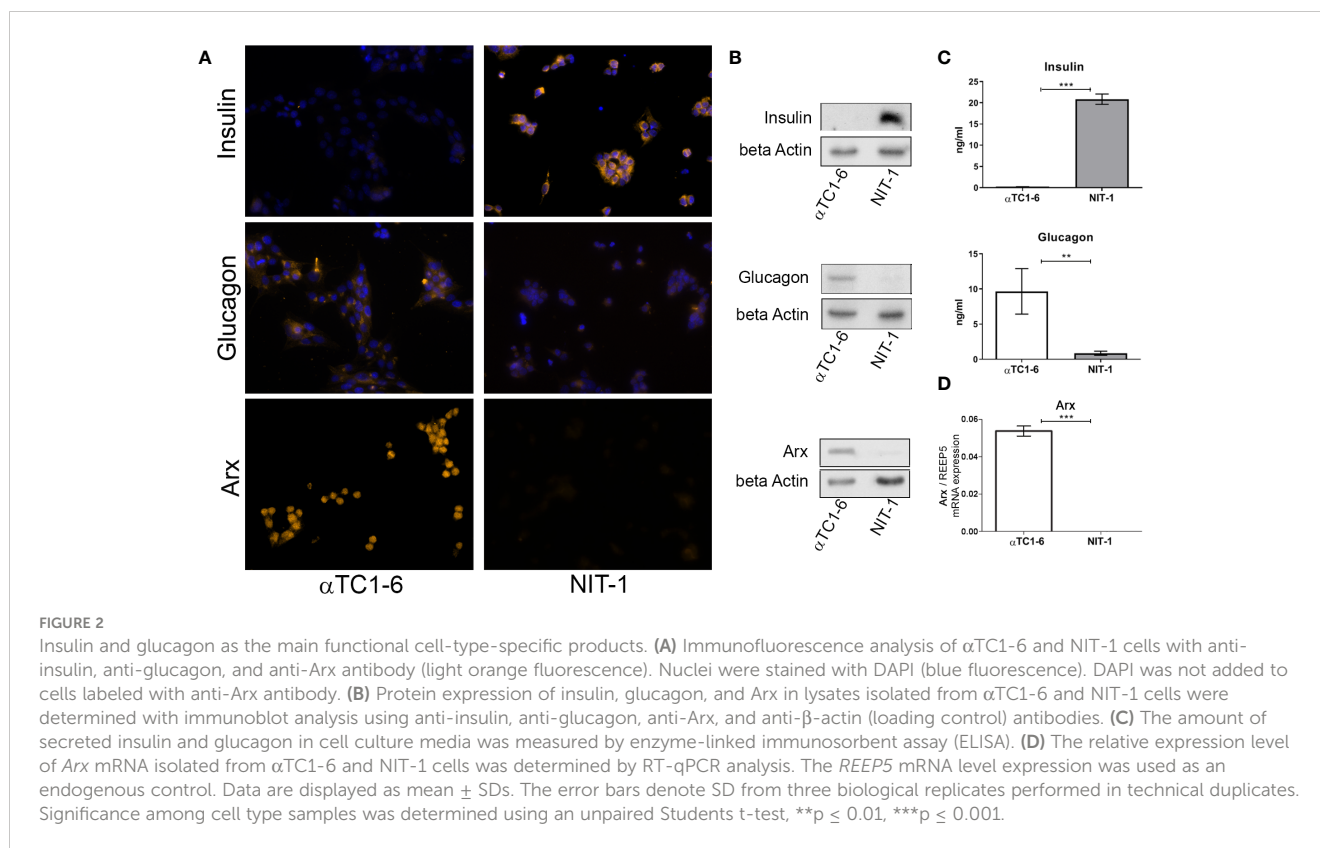 A
Insulin
Glucagon
Arx
αTC1-6
NIT-1
B
Insulin
beta Actin
αTC1-6
NIT-1
Glucagon
beta Actin
αTC1-6
NIT-1
Arx
beta Actin
αTC1-6
NIT-1
C
Insulin
***
ng/ml
25
20
15
10
5
0
αTC1-6
NIT-1
Glucagon
**
ng/ml
15
10
5
0
αTC1-6
NIT-1
D
Arx
***
Arx / REEP5
mRNA expression
0.06
0.04
0.02
0.00
αTC1-6
NIT-1
FIGURE 2
Insulin and glucagon as the main functional cell-type-specific products. (A) Immunofluorescence analysis of αTC1-6 and NIT-1 cells with anti-
insulin, anti-glucagon, and anti-Arx antibody (light orange fluorescence). Nuclei were stained with DAPI (blue fluorescence). DAPI was not added to
cells labeled with anti-Arx antibody. (B) Protein expression of insulin, glucagon, and Arx in lysates isolated from αTC1-6 and NIT-1 cells were
determined with immunoblot analysis using anti-insulin, anti-glucagon, anti-Arx, and anti-β-actin (loading control) antibodies. (C) The amount of
secreted insulin and glucagon in cell culture media was measured by enzyme-linked immunosorbent assay (ELISA). (D) The relative expression level
of Arx mRNA isolated from αTC1-6 and NIT-1 cells was determined by RT-qPCR analysis. The REEP5 mRNA level expression was used as an
endogenous control. Data are displayed as mean ± SDs. The error bars denote SD from three biological replicates performed in technical duplicates.
Significance among cell type samples was determined using an unpaired Students t-test, **p ≤ 0.01, ***p ≤ 0.001.